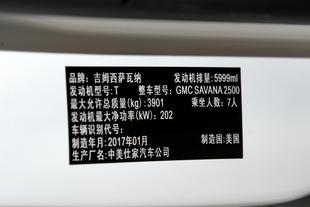 品牌：吉姆西萨瓦纳 发动机排量：5999ml
发动机型号：T 整车型号：GMC SAVANA 2500
最大允许总质量(kg)：3901 乘坐人数：7人
发动机最大净功率(kw)：202
车辆识别代号：
制造年月：2017年01月 制造国：美国
生产厂名：中美仕家汽车公司